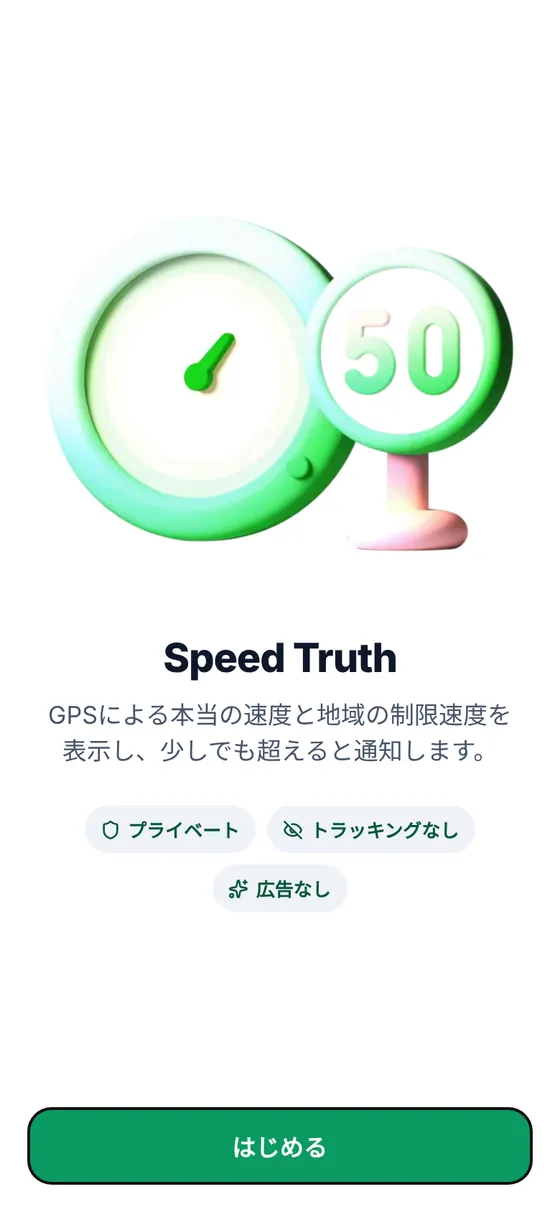 50
Speed Truth
GPSによる本当の速度と地域の制限速度を
表示し、少しでも超えると通知します。
プライベート
トラッキングなし
広告なし
はじめる